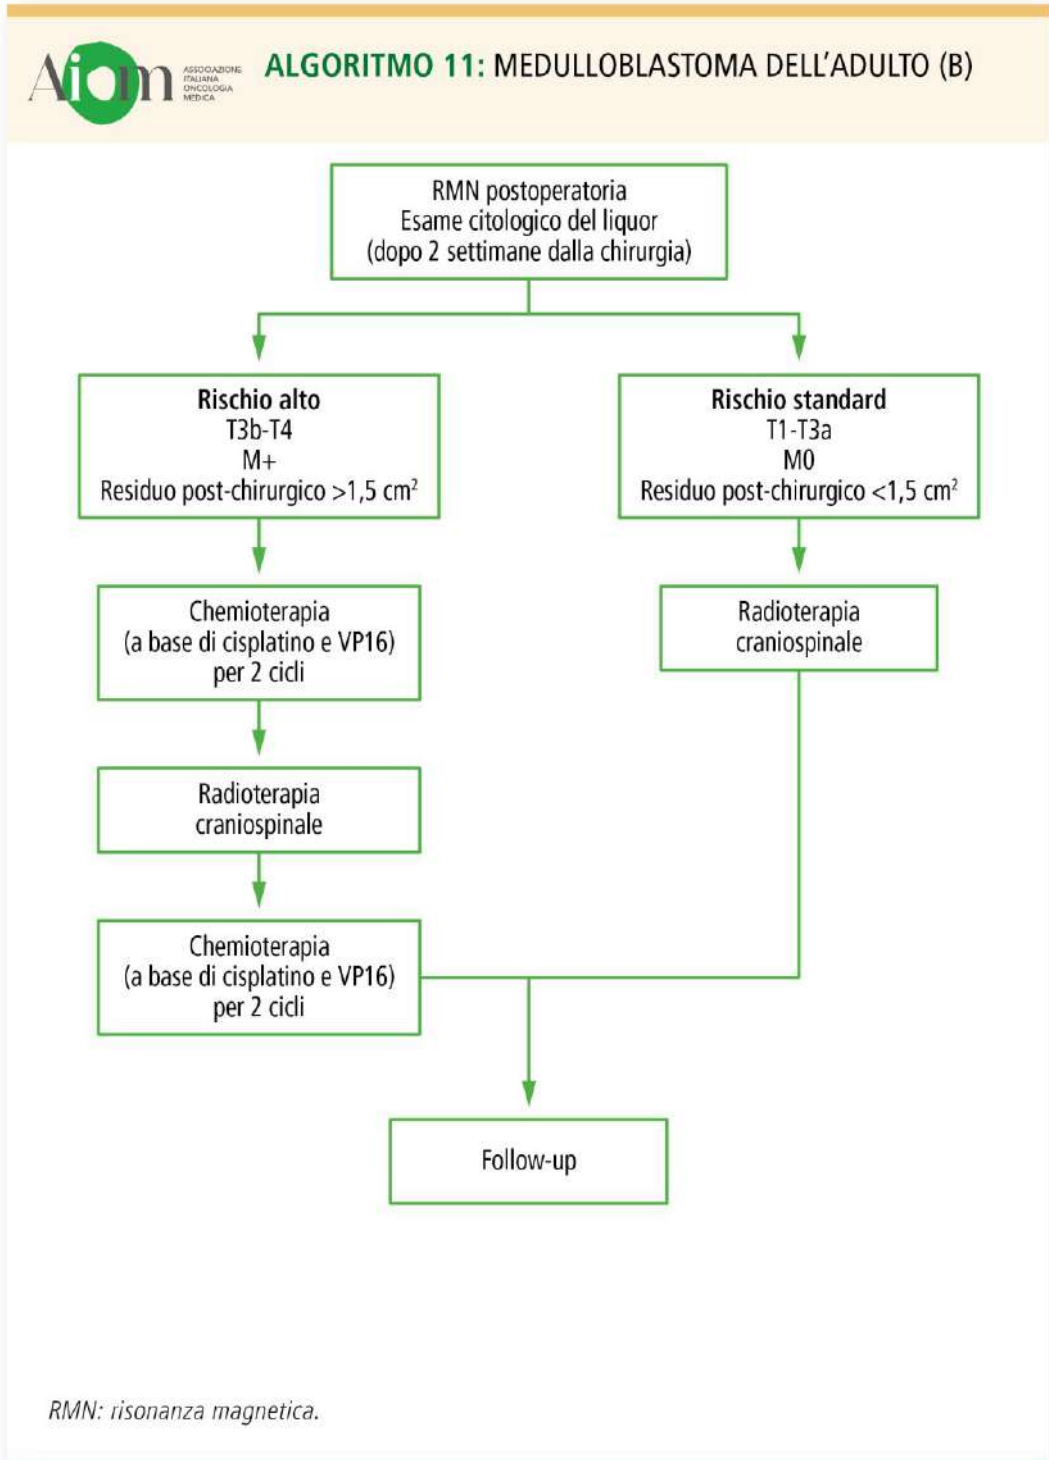 Aiom
ASSOCIAZIONE
ITALIANA
ONCOLOGIA
MEDICA
ALGORITMO 11: MEDULLOBLASTOMA DELL’ADULTO (B)
RMN postoperatoria
Esame citologico del liquor
(dopo 2 settimane dalla chirurgia)
Rischio alto
T3b-T4
M+
Residuo post-chirurgico >1,5 cm²
Rischio standard
T1-T3a
M0
Residuo post-chirurgico <1,5 cm²
Chemioterapia
(a base di cisplatino e VP16)
per 2 cicli
Radioterapia
craniospinale
Radioterapia
craniospinale
Chemioterapia
(a base di cisplatino e VP16)
per 2 cicli
Follow-up
RMN: risonanza magnetica.